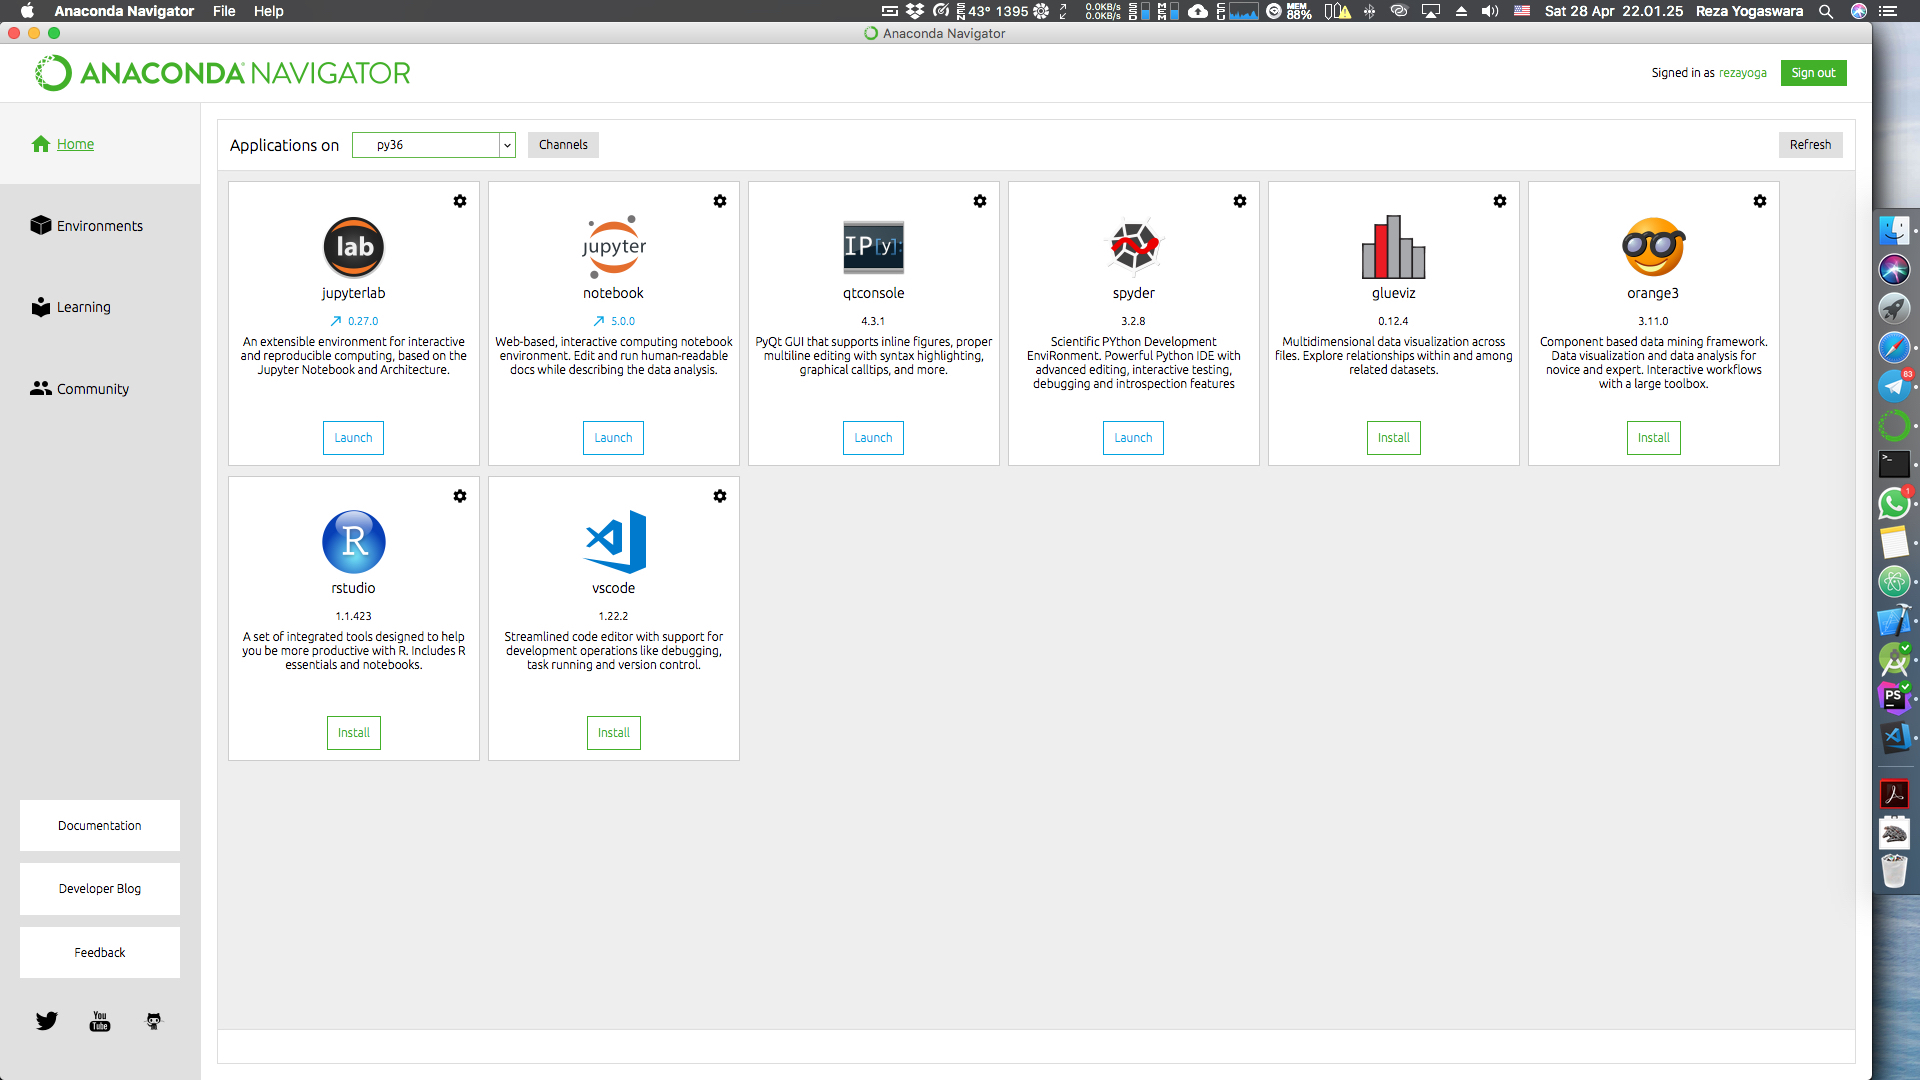 Anaconda Navigator File Help
43° 1395
0.0KB/s
0.0KB/s
MEM
88%
Sat 28 Apr 22.01.25 Reza Yogaswara
Anaconda Navigator
ANACONDA NAVIGATOR
Signed in as rezayoga
Sign out
Home
Environments
Learning
Community
Documentation
Developer Blog
Feedback
You
Tube
Applications on
py36
Channels
Refresh
lab
jupyterlab
0.27.0
An extensible environment for interactive
and reproducible computing, based on the
Jupyter Notebook and Architecture.
Launch
jupyter
notebook
5.0.0
Web-based, interactive computing notebook
environment. Edit and run human-readable
docs while describing the data analysis.
Launch
IP[y]:
qtconsole
4.3.1
PyQt GUI that supports inline figures, proper
multiline editing with syntax highlighting,
graphical calltips, and more.
Launch
spyder
3.2.8
Scientific PYthon Development
EnviRonment. Powerful Python IDE with
advanced editing, interactive testing,
debugging and introspection features
Launch
glueviz
0.12.4
Multidimensional data visualization across
files. Explore relationships within and among
related datasets.
Install
orange3
3.11.0
Component based data mining framework.
Data visualization and data analysis for
novice and expert. Interactive workflows
with a large toolbox.
Install
R
rstudio
1.1.423
A set of integrated tools designed to help
you be more productive with R. Includes R
essentials and notebooks.
Install
vscode
1.22.2
Streamlined code editor with support for
development operations like debugging,
task running and version control.
Install
83
>_
1
PS